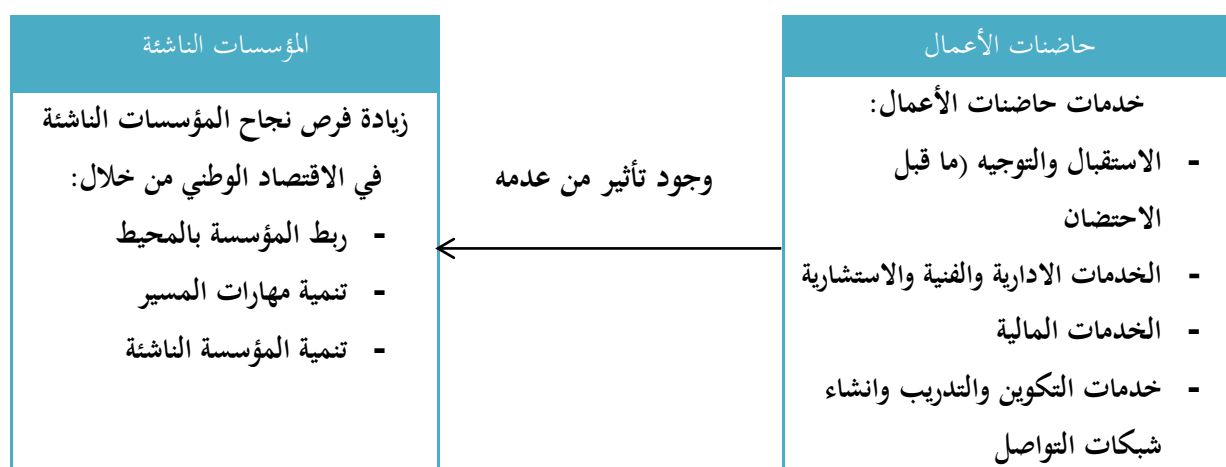 حاضنات الأعمال
خدمات حاضنات الأعمال:
- الاستقبال والتوجيه (ما قبل
الاحتضان
- الخدمات الادارية والفنية والاستشارية
- الخدمات المالية
- خدمات التكوين والتدريب وانشاء
شبكات التواصل
وجود تأثير من عدمه
المؤسسات الناشئة
زيادة فرص نجاح المؤسسات الناشئة
في الاقتصاد الوطني من خلال:
- ربط المؤسسة بالمحيط
- تنمية مهارات المسير
- تنمية المؤسسة الناشئة